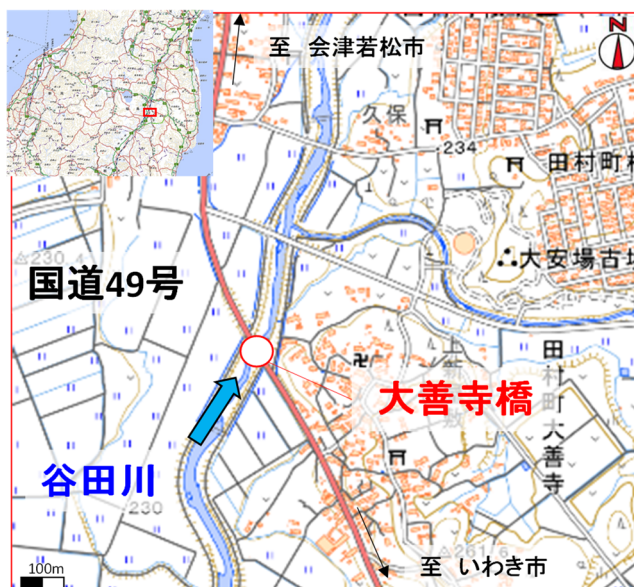 至 会津若松市
N
久保
234
田村町
大安場古
230.4
国道49号
大善寺橋
田村町大善寺
谷田川
230
261.6
至 いわき市
100m